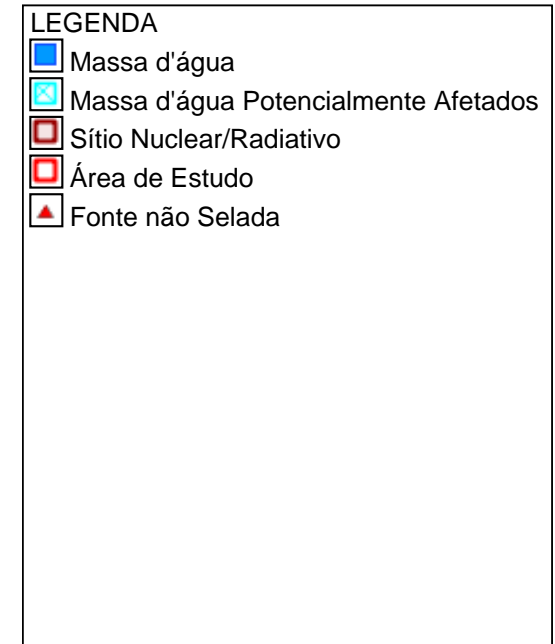 LEGENDA
Massa d'água
Massa d'água Potencialmente Afetados
Sítio Nuclear/Radiativo
Área de Estudo
Fonte não Selada